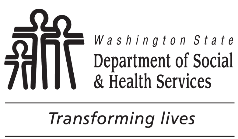 Washington State
Department of Social
& Health Services
Transforming lives